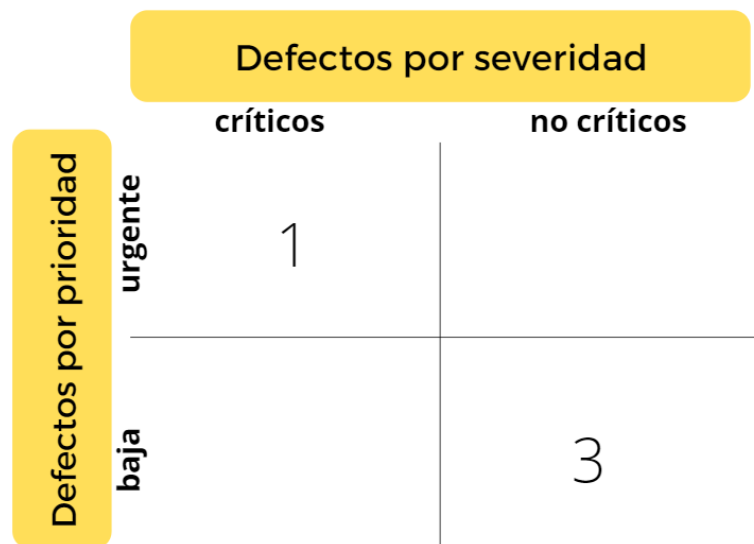 Defectos por severidad
críticos
no críticos
Defectos por prioridad
urgente
1
baja
3